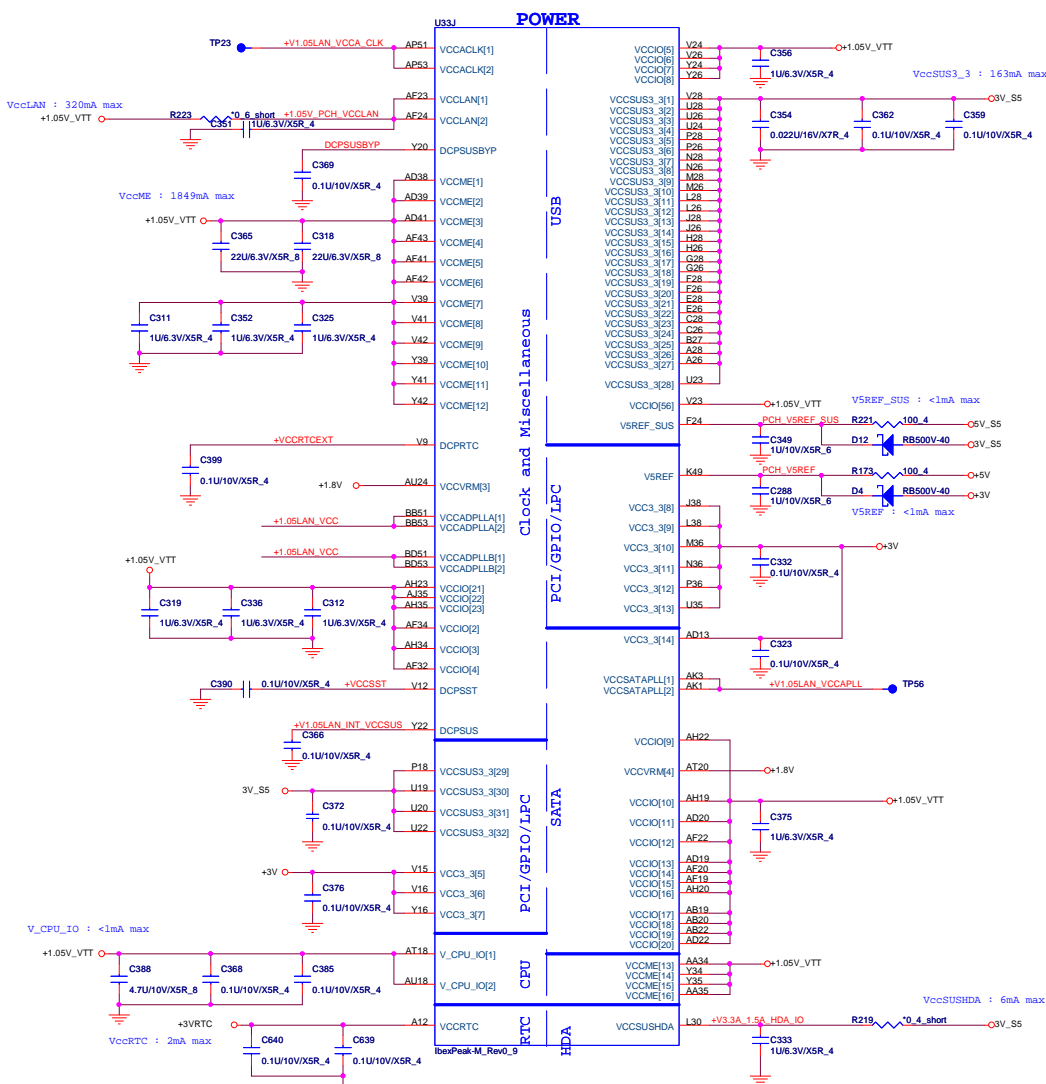 POWER
U33J
TP23
+V1.05LAN_VCCA_CLK
AP51
VCCACLK[1]
AP53
VCCACLK[2]
VccLAN : 320mA max
+1.05V_VTT
R223
*0_6_short
+1.05V_PCH_VCCLAN
C351
1U/6.3V/X5R_4
AF23
VCCLAN[1]
AF24
VCCLAN[2]
DCPSUSBYP
Y20
DCPSUSBYP
C369
0.1U/10V/X5R_4
VccME : 1849mA max
+1.05V_VTT
C365
22U/6.3V/X5R_8
C318
22U/6.3V/X5R_8
C311
1U/6.3V/X5R_4
C352
1U/6.3V/X5R_4
C325
1U/6.3V/X5R_4
AD38
VCCME[1]
AD39
VCCME[2]
AD41
VCCME[3]
AF43
VCCME[4]
AF41
VCCME[5]
AF42
VCCME[6]
V39
VCCME[7]
V41
VCCME[8]
V42
VCCME[9]
Y39
VCCME[10]
Y41
VCCME[11]
Y42
VCCME[12]
+VCCRTCEXT
V9
DCPRTC
C399
0.1U/10V/X5R_4
+1.8V
AU24
VCCVRM[3]
+1.05LAN_VCC
BB51
VCCADPLLA[1]
BB53
VCCADPLLA[2]
+1.05LAN_VCC
BD51
VCCADPLLB[1]
BD53
VCCADPLLB[2]
+1.05V_VTT
C319
1U/6.3V/X5R_4
C336
1U/6.3V/X5R_4
C312
1U/6.3V/X5R_4
AH23
VCCIO[21]
AJ35
VCCIO[22]
AH35
VCCIO[23]
AF34
VCCIO[2]
AH34
VCCIO[3]
AF32
VCCIO[4]
C390
0.1U/10V/X5R_4
+VCCSST
V12
DCPSST
+V1.05LAN_INT_VCCSUS
Y22
DCPSUS
C366
0.1U/10V/X5R_4
3V_S5
C372
0.1U/10V/X5R_4
P18
VCCSUS3_3[29]
U19
VCCSUS3_3[30]
U20
VCCSUS3_3[31]
U22
VCCSUS3_3[32]
+3V
C376
0.1U/10V/X5R_4
V15
VCC3_3[5]
V16
VCC3_3[6]
Y16
VCC3_3[7]
V_CPU_IO : <1mA max
+1.05V_VTT
C388
4.7U/10V/X5R_8
C368
0.1U/10V/X5R_4
C385
0.1U/10V/X5R_4
AT18
V_CPU_IO[1]
AU18
V_CPU_IO[2]
+3VRTC
VccRTC : 2mA max
C640
0.1U/10V/X5R_4
C639
0.1U/10V/X5R_4
A12
VCCRTC
IbexPeak-M_Rev0_9
Clock and Miscellaneous
USB
PCI/GPIO/LPC
SATA
PCI/GPIO/LPC
CPU
RTC
HDA
VCCIO[5]
V24
VCCIO[6]
V26
VCCIO[7]
Y24
VCCIO[8]
Y26
+1.05V_VTT
C356
1U/6.3V/X5R_4
VccSUS3_3 : 163mA max
3V_S5
C354
0.022U/16V/X7R_4
C362
0.1U/10V/X5R_4
C359
0.1U/10V/X5R_4
VCCSUS3_3[1]
V28
VCCSUS3_3[2]
U28
VCCSUS3_3[3]
U26
VCCSUS3_3[4]
U24
VCCSUS3_3[5]
P28
VCCSUS3_3[6]
P26
VCCSUS3_3[7]
N28
VCCSUS3_3[8]
N26
VCCSUS3_3[9]
M28
VCCSUS3_3[10]
M26
VCCSUS3_3[11]
L28
VCCSUS3_3[12]
L26
VCCSUS3_3[13]
J28
VCCSUS3_3[14]
J26
VCCSUS3_3[15]
H28
VCCSUS3_3[16]
H26
VCCSUS3_3[17]
G28
VCCSUS3_3[18]
G26
VCCSUS3_3[19]
F28
VCCSUS3_3[20]
F26
VCCSUS3_3[21]
E28
VCCSUS3_3[22]
E26
VCCSUS3_3[23]
C28
VCCSUS3_3[24]
C26
VCCSUS3_3[25]
B27
VCCSUS3_3[26]
A28
VCCSUS3_3[27]
A26
VCCSUS3_3[28]
U23
VCCIO[56]
V23
+1.05V_VTT
V5REF_SUS : <1mA max
V5REF_SUS
F24
PCH_V5REF_SUS
R221
100_4
5V_S5
C349
1U/10V/X5R_6
D12
RB500V-40
3V_S5
V5REF
K49
PCH_V5REF
R173
100_4
+5V
C288
1U/10V/X5R_6
D4
RB500V-40
+3V
V5REF : <1mA max
VCC3_3[8]
J38
VCC3_3[9]
L38
VCC3_3[10]
M36
VCC3_3[11]
N36
VCC3_3[12]
P36
VCC3_3[13]
U35
+3V
C332
0.1U/10V/X5R_4
VCC3_3[14]
AD13
C323
0.1U/10V/X5R_4
VCCSATAPLL[1]
AK3
VCCSATAPLL[2]
AK1
+V1.05LAN_VCCAPLL
TP56
VCCIO[9]
AH22
VCCVRM[4]
AT20
+1.8V
VCCIO[10]
AH19
+1.05V_VTT
C375
1U/6.3V/X5R_4
VCCIO[11]
AD20
VCCIO[12]
AF22
VCCIO[13]
AD19
VCCIO[14]
AF20
VCCIO[15]
AF19
VCCIO[16]
AH20
VCCIO[17]
AB19
VCCIO[18]
AB20
VCCIO[19]
AB22
VCCIO[20]
AD22
VCCME[13]
AA34
VCCME[14]
Y34
VCCME[15]
Y35
VCCME[16]
AA35
+1.05V_VTT
VccSUSHDA : 6mA max
VCCSUSHDA
L30
+V3.3A_1.5A_HDA_IO
R219
*0_4_short
3V_S5
C333
1U/6.3V/X5R_4